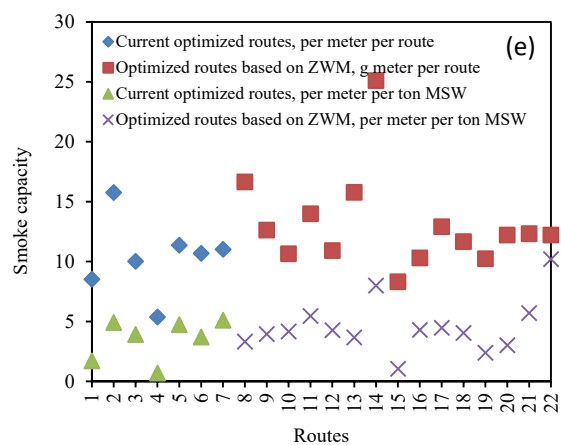 30
25
20
15
10
5
0
Smoke capacity
(e)
Current optimized routes, per meter per route
Optimized routes based on ZWM, g meter per route
Current optimized routes, per meter per ton MSW
Optimized routes based on ZWM, per meter per ton MSW
1 2 3 4 5 6 7 8 9 10 11 12 13 14 15 16 17 18 19 20 21 22
Routes